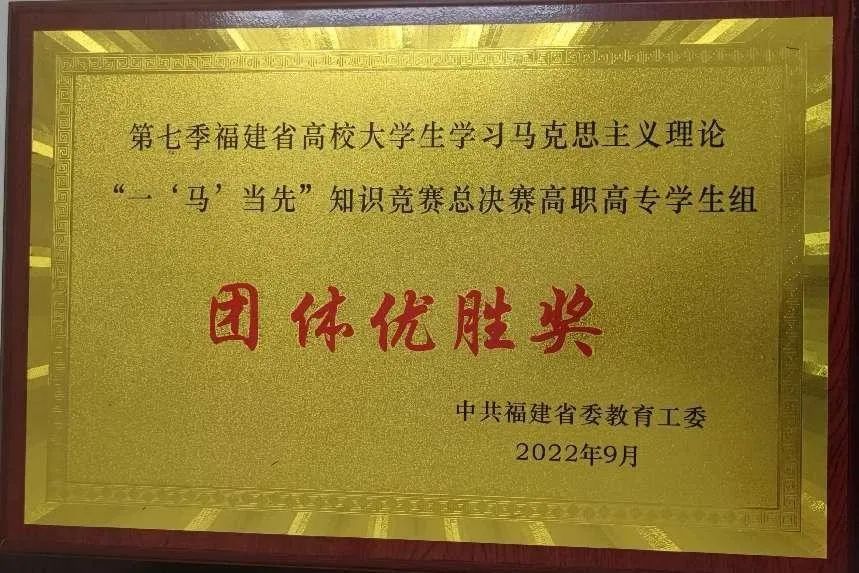 第七季福建省高校大学生学习马克思主义理论
“一‘马’当先”知识竞赛总决赛高职高专学生组
团体优胜奖
中共福建省委教育工委
2022年9月